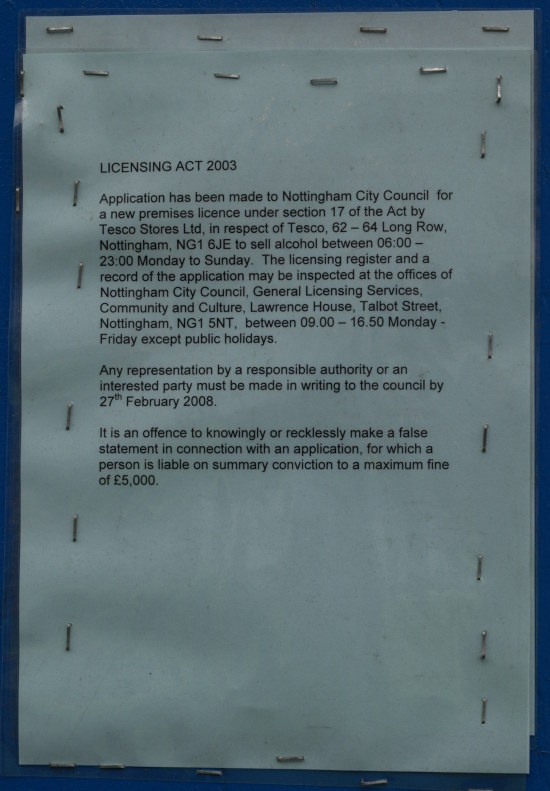 LICENSING ACT 2003
Application has been made to Nottingham City Council for
a new premises licence under section 17 of the Act by
Tesco Stores Ltd, in respect of Tesco, 62 – 64 Long Row,
Nottingham, NG1 6JE to sell alcohol between 06:00 –
23:00 Monday to Sunday. The licensing register and a
record of the application may be inspected at the offices of
Nottingham City Council, General Licensing Services,
Community and Culture, Lawrence House, Talbot Street,
Nottingham, NG1 5NT, between 09.00 – 16.50 Monday -
Friday except public holidays.
Any representation by a responsible authority or an
interested party must be made in writing to the council by
27th February 2008.
It is an offence to knowingly or recklessly make a false
statement in connection with an application, for which a
person is liable on summary conviction to a maximum fine
of £5,000.